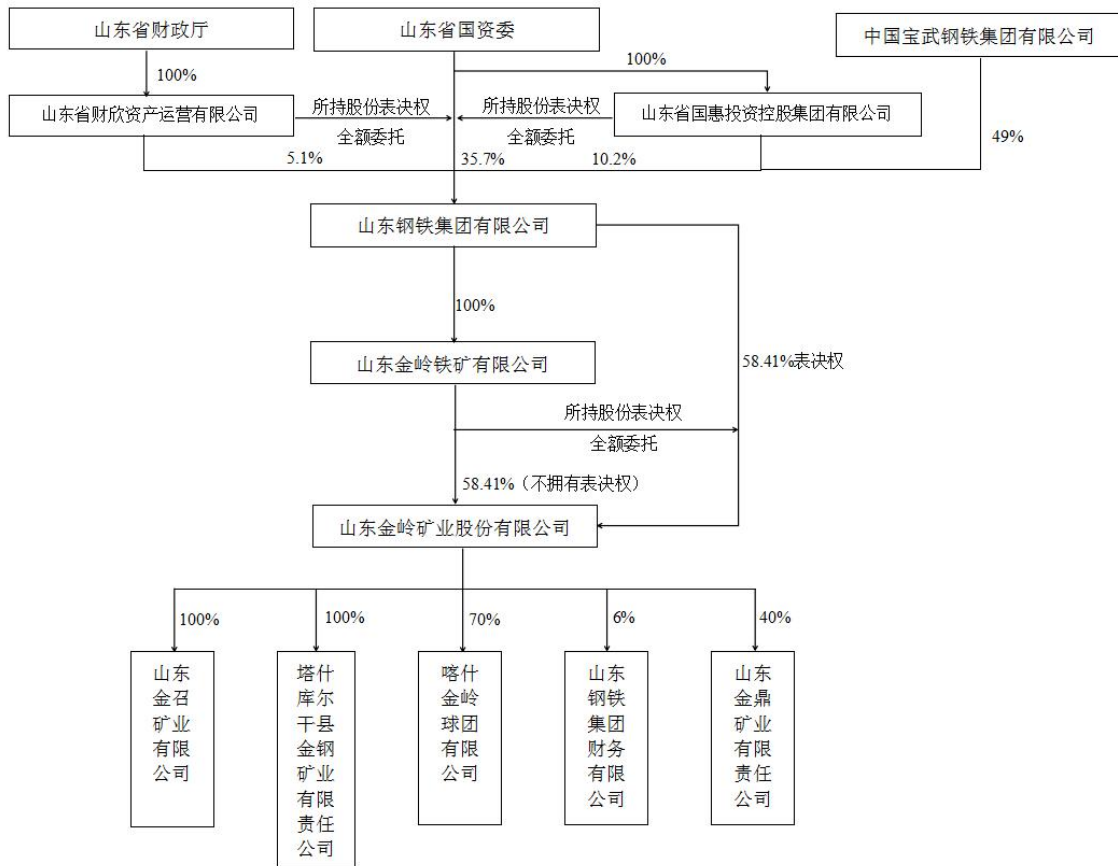 山东省财政厅
山东省国资委
中国宝武钢铁集团有限公司
100%
100%
山东省财欣资产运营有限公司
所持股份表决权
全额委托
所持股份表决权
全额委托
山东省国惠投资控股集团有限公司
5.1%
35.7%
10.2%
49%
山东钢铁集团有限公司
100%
58.41%表决权
山东金岭铁矿有限公司
所持股份表决权
全额委托
58.41%（不拥有表决权）
山东金岭矿业股份有限公司
100%
100%
70%
6%
40%
山东
金召
矿业
有限
公司
塔什
库尔
干县
金钢
矿业
有限
责任
公司
喀什
金岭
球团
有限
公司
山东
钢铁
集团
财务
有限
公司
山东
金鼎
矿业
有限
责任
公司